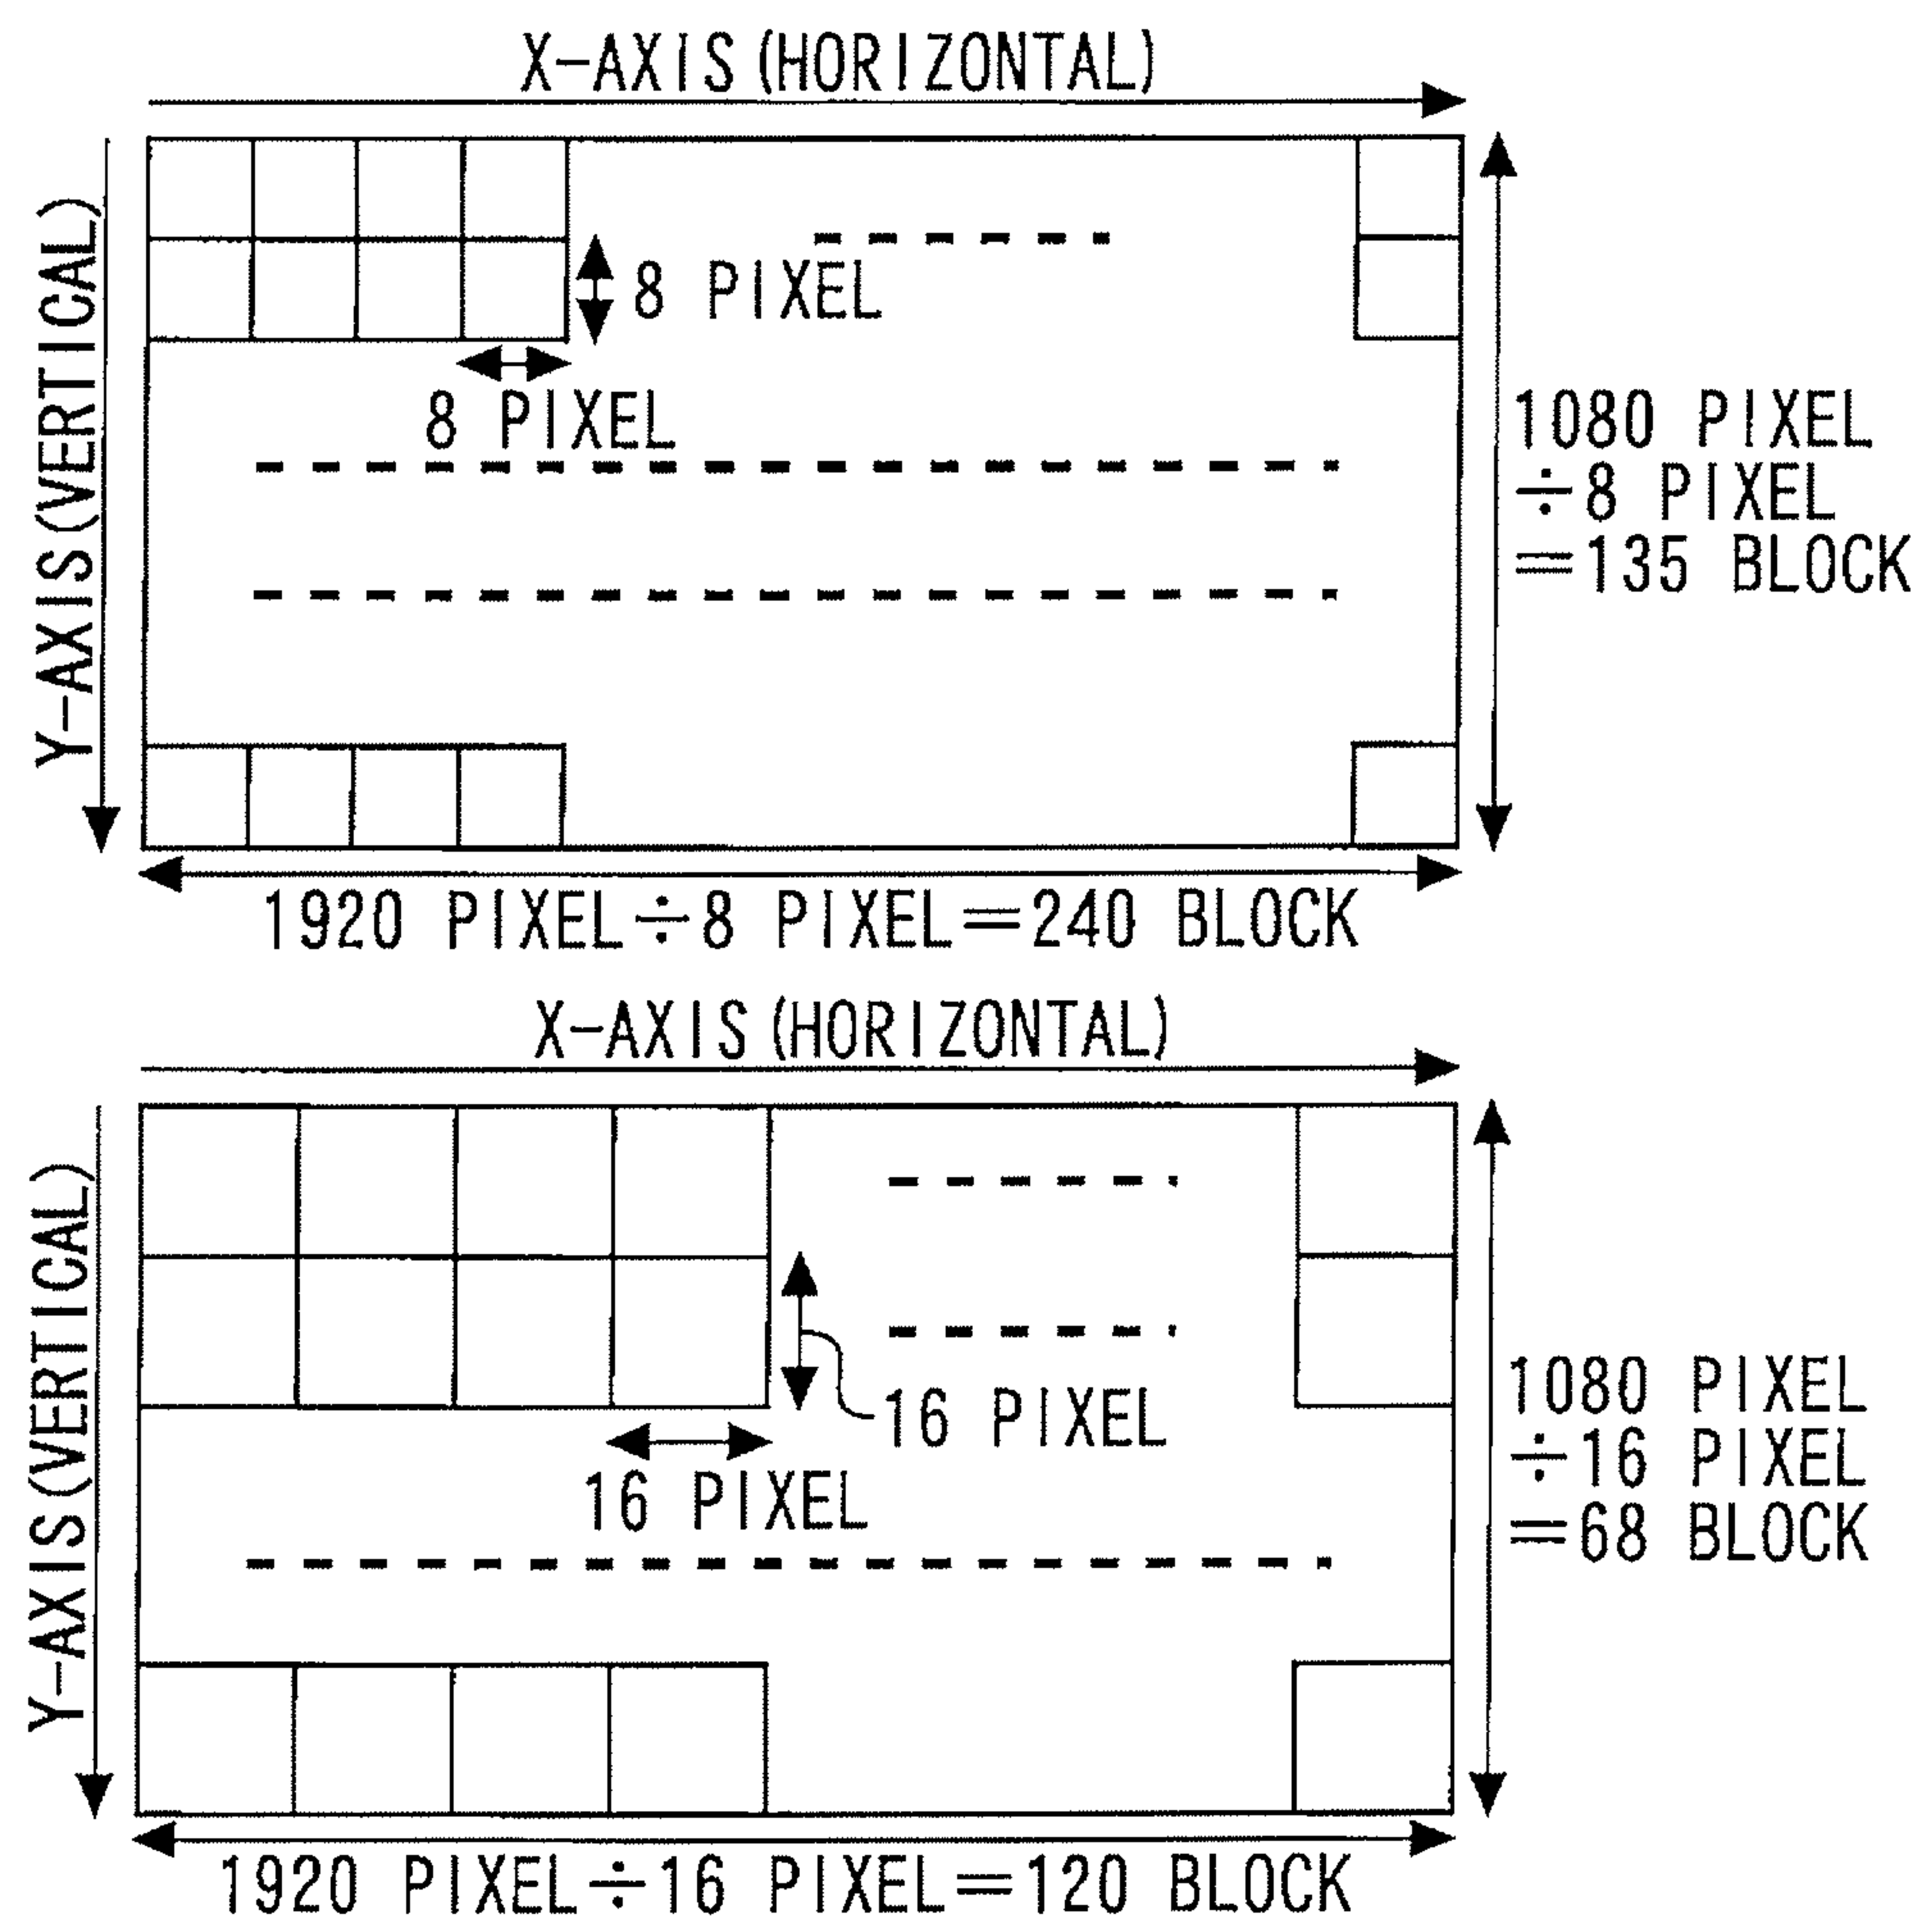 X-AXIS (HORIZONTAL)
Y-AXIS (VERTICAL)
8 PIXEL
8 PIXEL
1080 PIXEL
÷8 PIXEL
=135 BLOCK
1920 PIXEL÷8 PIXEL=240 BLOCK
X-AXIS (HORIZONTAL)
Y-AXIS (VERTICAL)
16 PIXEL
16 PIXEL
1080 PIXEL
÷16 PIXEL
=68 BLOCK
1920 PIXEL÷16 PIXEL=120 BLOCK